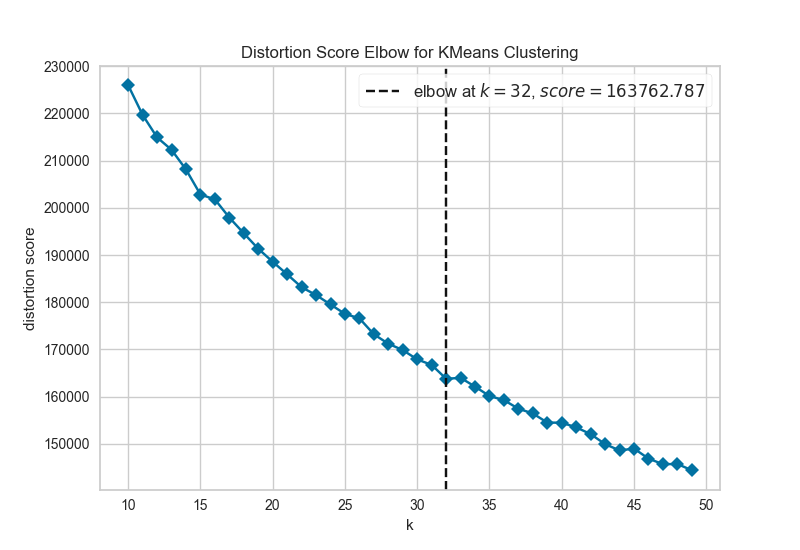 Distortion Score Elbow for KMeans Clustering
elbow at k = 32, score = 163762.787
230000
220000
210000
200000
190000
180000
170000
160000
150000
distortion score
10 15 20 25 30 35 40 45 50
k